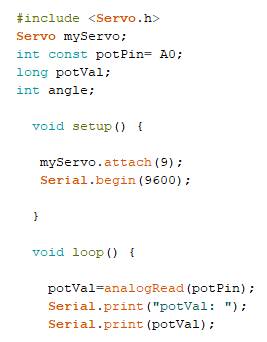 #include <Servo.h>
Servo myServo;
int const potPin= A0;
long potVal;
int angle;
void setup() {
myServo.attach(9);
Serial.begin(9600);
}
void loop() {
potVal=analogRead(potPin);
Serial.print("potVal: ");
Serial.print(potVal);